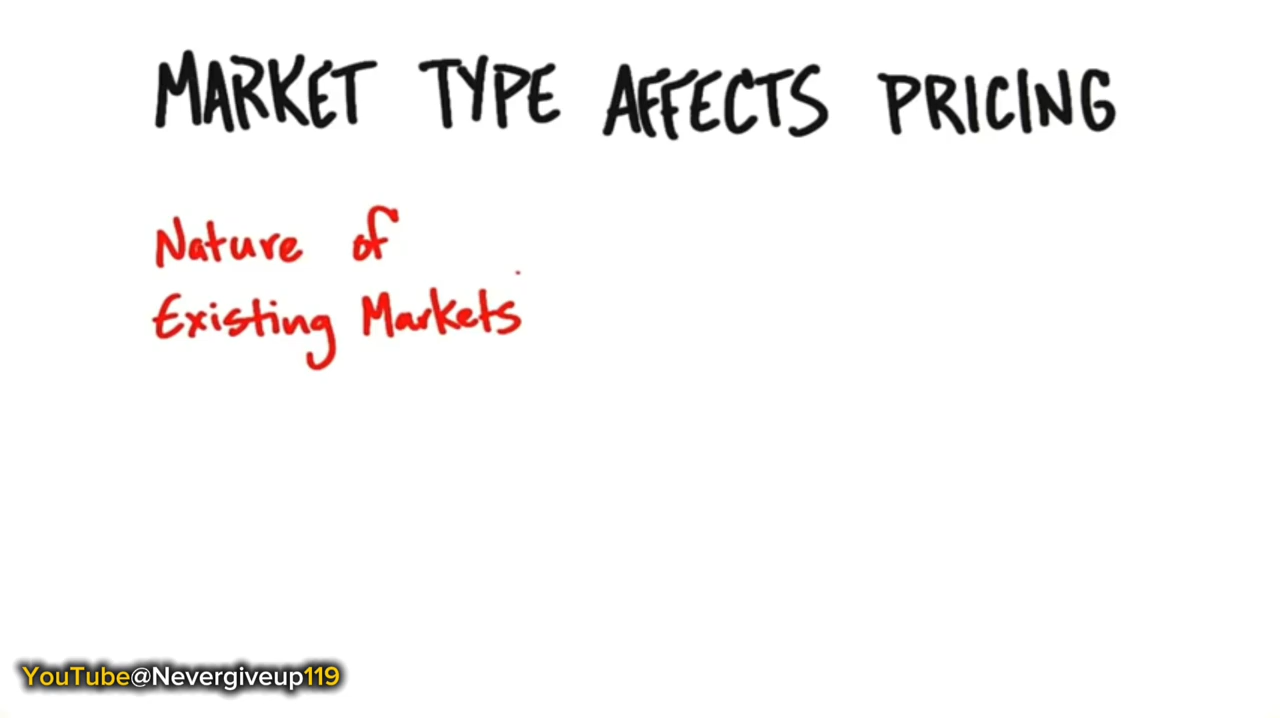 MARKET TYPE AFFECTS PRICING
Nature of
Existing Markets
YouTube@Nevergiveup119